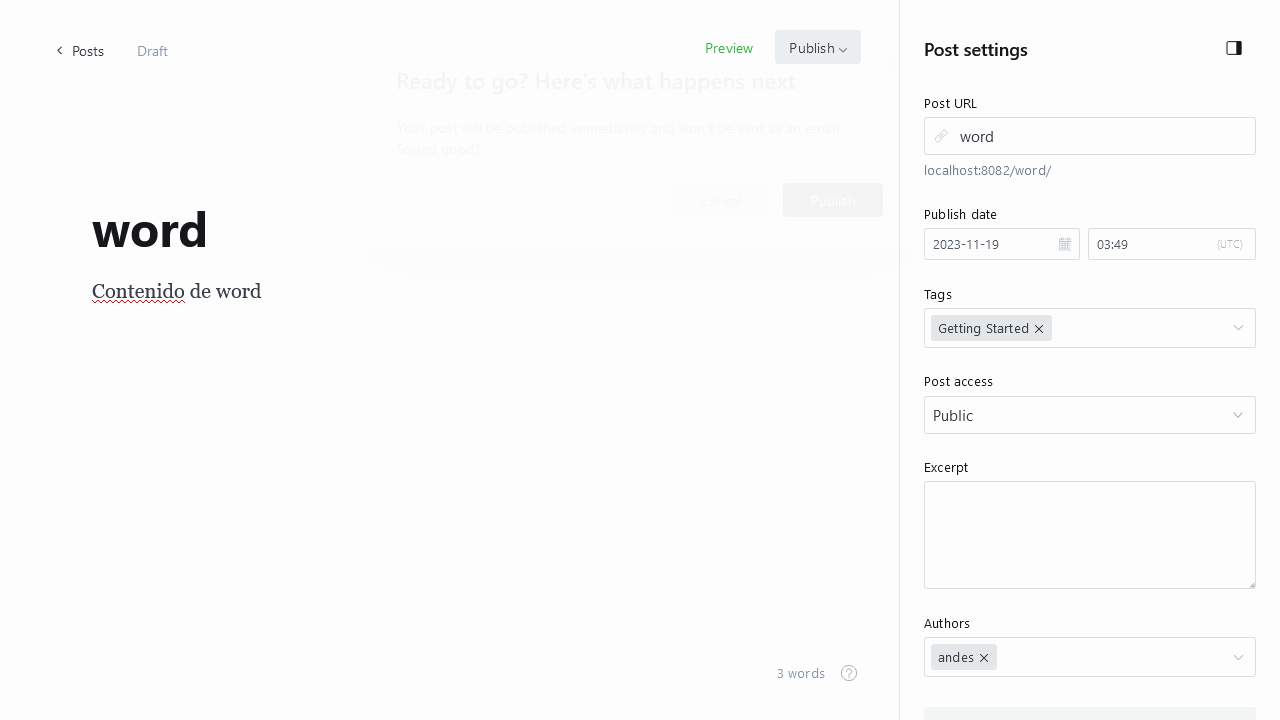 Posts
Draft
Preview
Publish
Ready to go? Here's what happens next
Your post will be published immediately and won't be sent as an email.
Sound good?
Cancel
Publish
word
Contenido de word
3 words
Post settings
Post URL
word
localhost:8082/word/
Publish date
2023-11-19
03:49
(UTC)
Tags
Getting Started
Post access
Public
Excerpt
Authors
andes